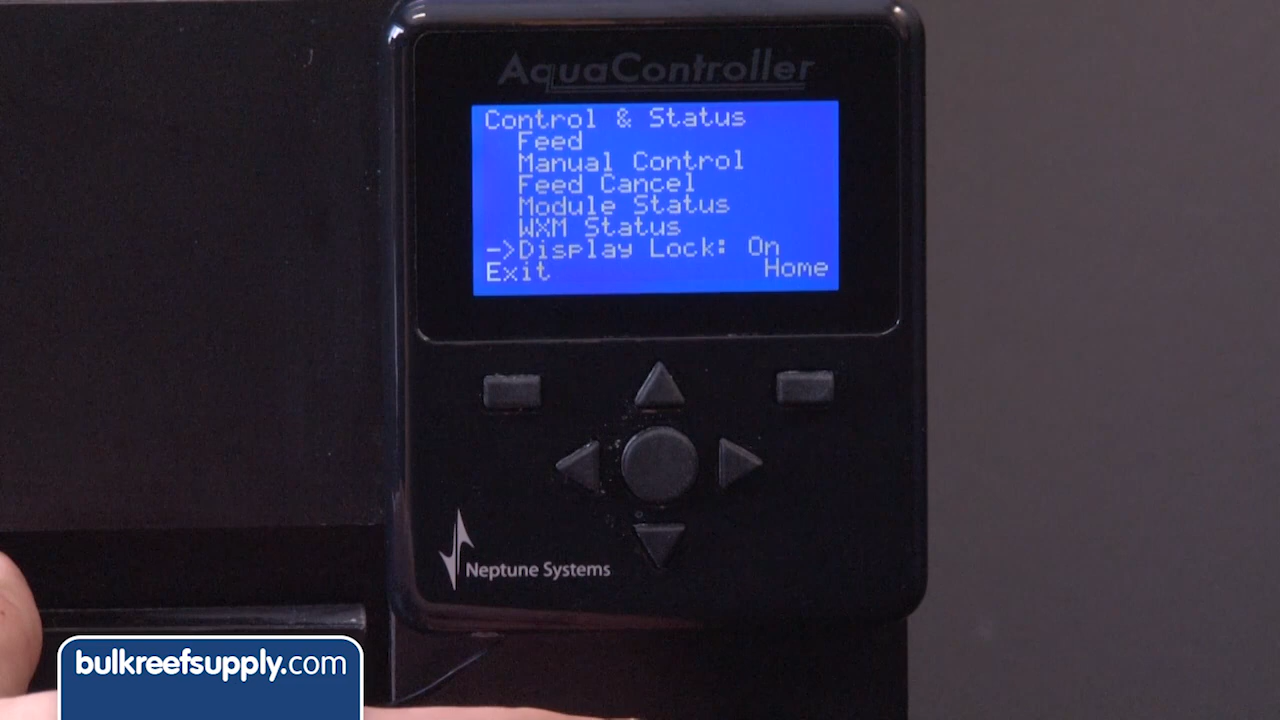 AquaController
Control & Status
Feed
Manual Control
Feed Cancel
Module Status
WXM Status
->Display Lock: On
Exit Home
Neptune Systems
bulkreefsupply.com